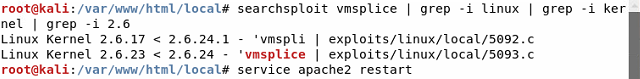 root@kali:/var/www/html/local# searchsploit vmsplice | grep -i linux | grep -i ker
nel | grep -i 2.6
Linux Kernel 2.6.17 < 2.6.24.1 - 'vmspli | exploits/linux/local/5092.c
Linux Kernel 2.6.23 < 2.6.24 - 'vmsplice | exploits/linux/local/5093.c
root@kali:/var/www/html/local# service apache2 restart